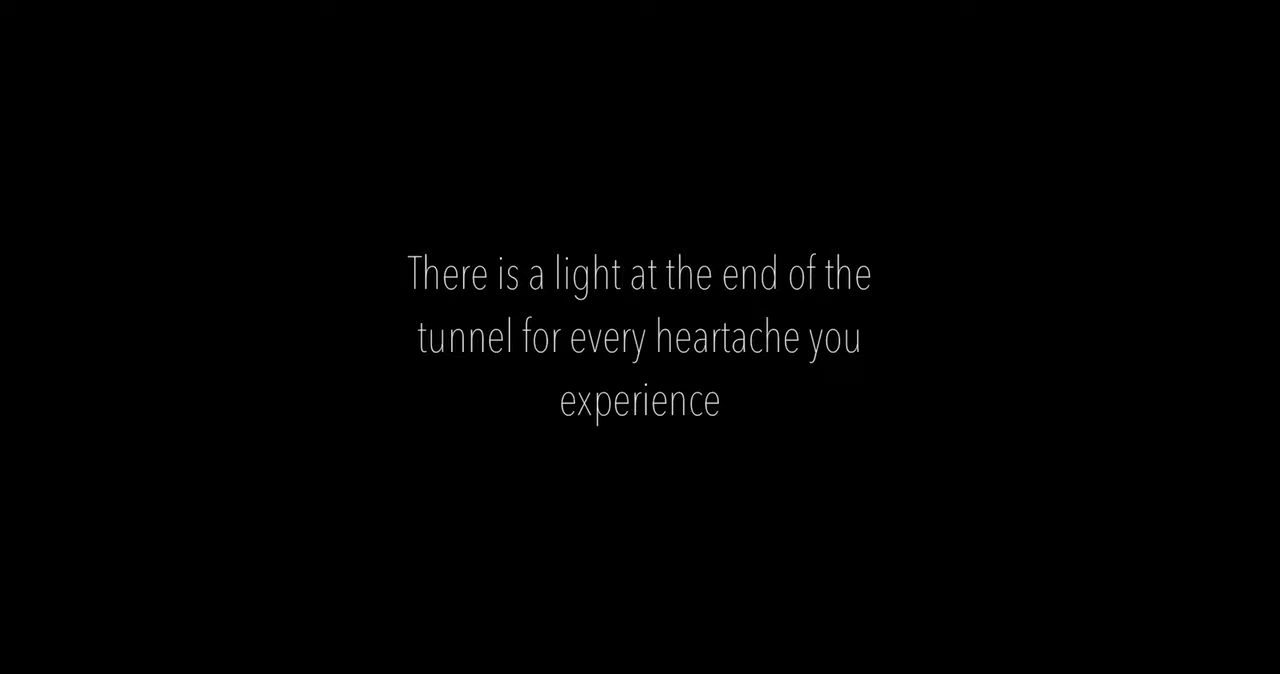 There is a light at the end of the
tunnel for every heartache you
experience